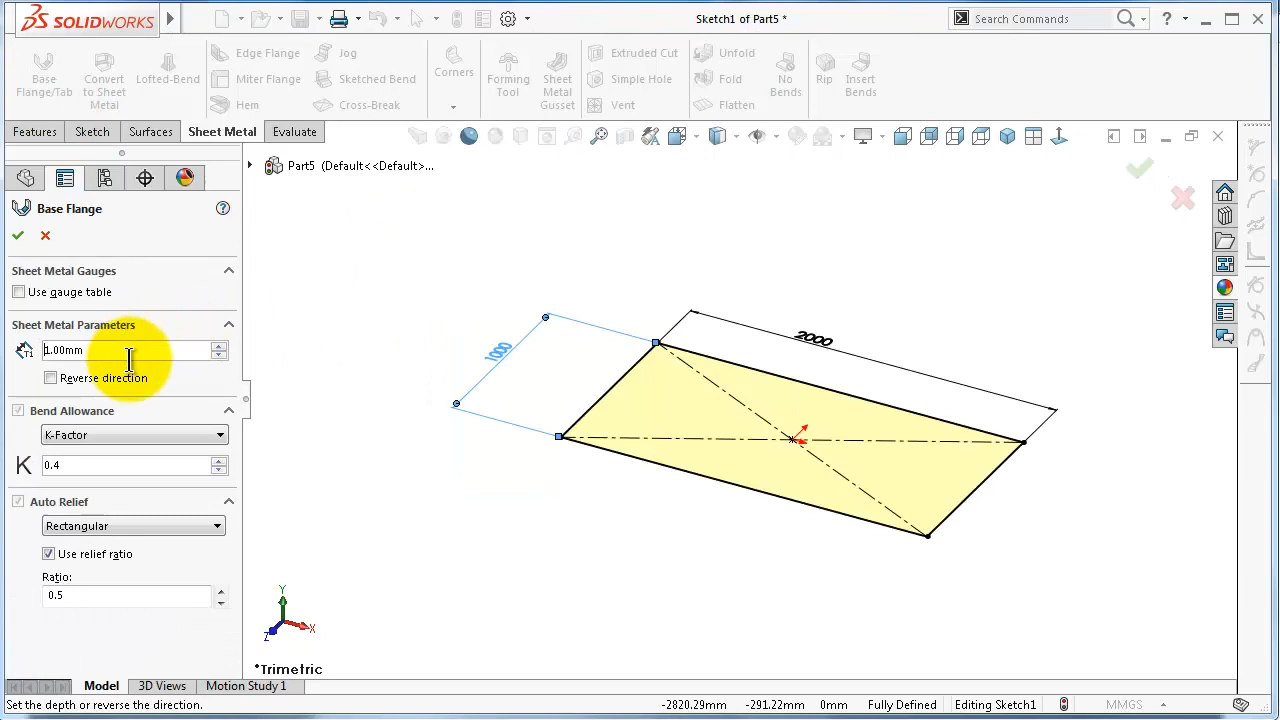 SOLIDWORKS
Sketch1 of Part5 *
Search Commands
?
Base Flange/Tab
Convert to Sheet Metal
Lofted-Bend
Edge Flange
Miter Flange
Hem
Jog
Sketched Bend
Cross-Break
Corners
Forming Tool
Sheet Metal Gusset
Extruded Cut
Simple Hole
Vent
Unfold
Fold
Flatten
No Bends
Rip
Insert Bends
Features
Sketch
Surfaces
Sheet Metal
Evaluate
Part5 (Default<<Default>...
Base Flange
?
Sheet Metal Gauges
Use gauge table
Sheet Metal Parameters
T1
1.00mm
Reverse direction
Bend Allowance
K-Factor
K
0.4
Auto Relief
Rectangular
Use relief ratio
Ratio:
0.5
1000
2000
Y
X
Z
*Trimetric
Model
3D Views
Motion Study 1
Set the depth or reverse the direction.
-2820.29mm
-291.22mm
0mm
Fully Defined
Editing Sketch1
MMGS